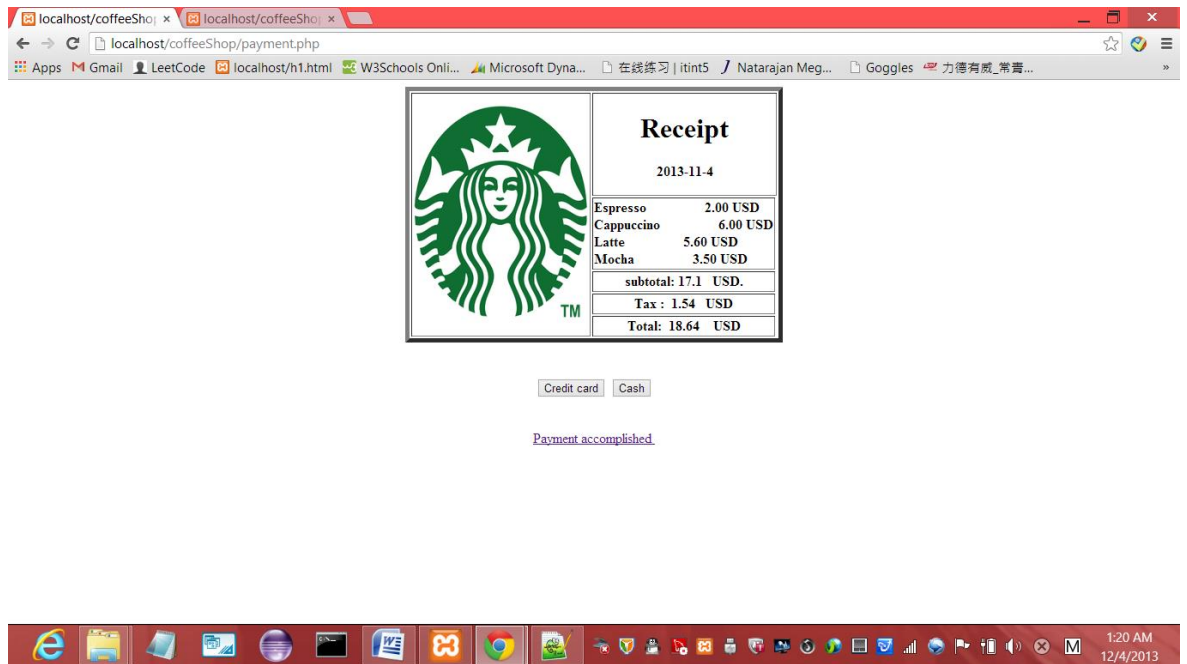 localhost/coffeeShop
localhost/coffeeShop
localhost/coffeeShop/payment.php
Apps Gmail LeetCode localhost/h1.html W3Schools Onli... Microsoft Dyna... 在线练习 | itint5 Natarajan Meg... Goggles 力德有威_常青... »
Receipt
2013-11-4
Espresso 2.00 USD
Cappuccino 6.00 USD
Latte 5.60 USD
Mocha 3.50 USD
subtotal: 17.1 USD.
Tax : 1.54 USD
Total: 18.64 USD
TM
Credit card Cash
Payment accomplished
M
1:20 AM
12/4/2013